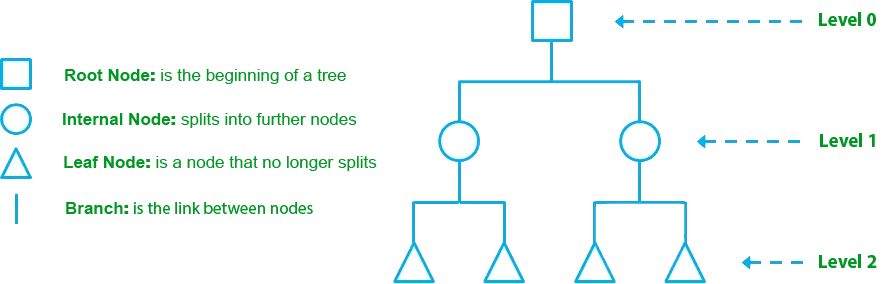 Level 0
Root Node: is the beginning of a tree
Internal Node: splits into further nodes
Level 1
Leaf Node: is a node that no longer splits
Branch: is the link between nodes
Level 2